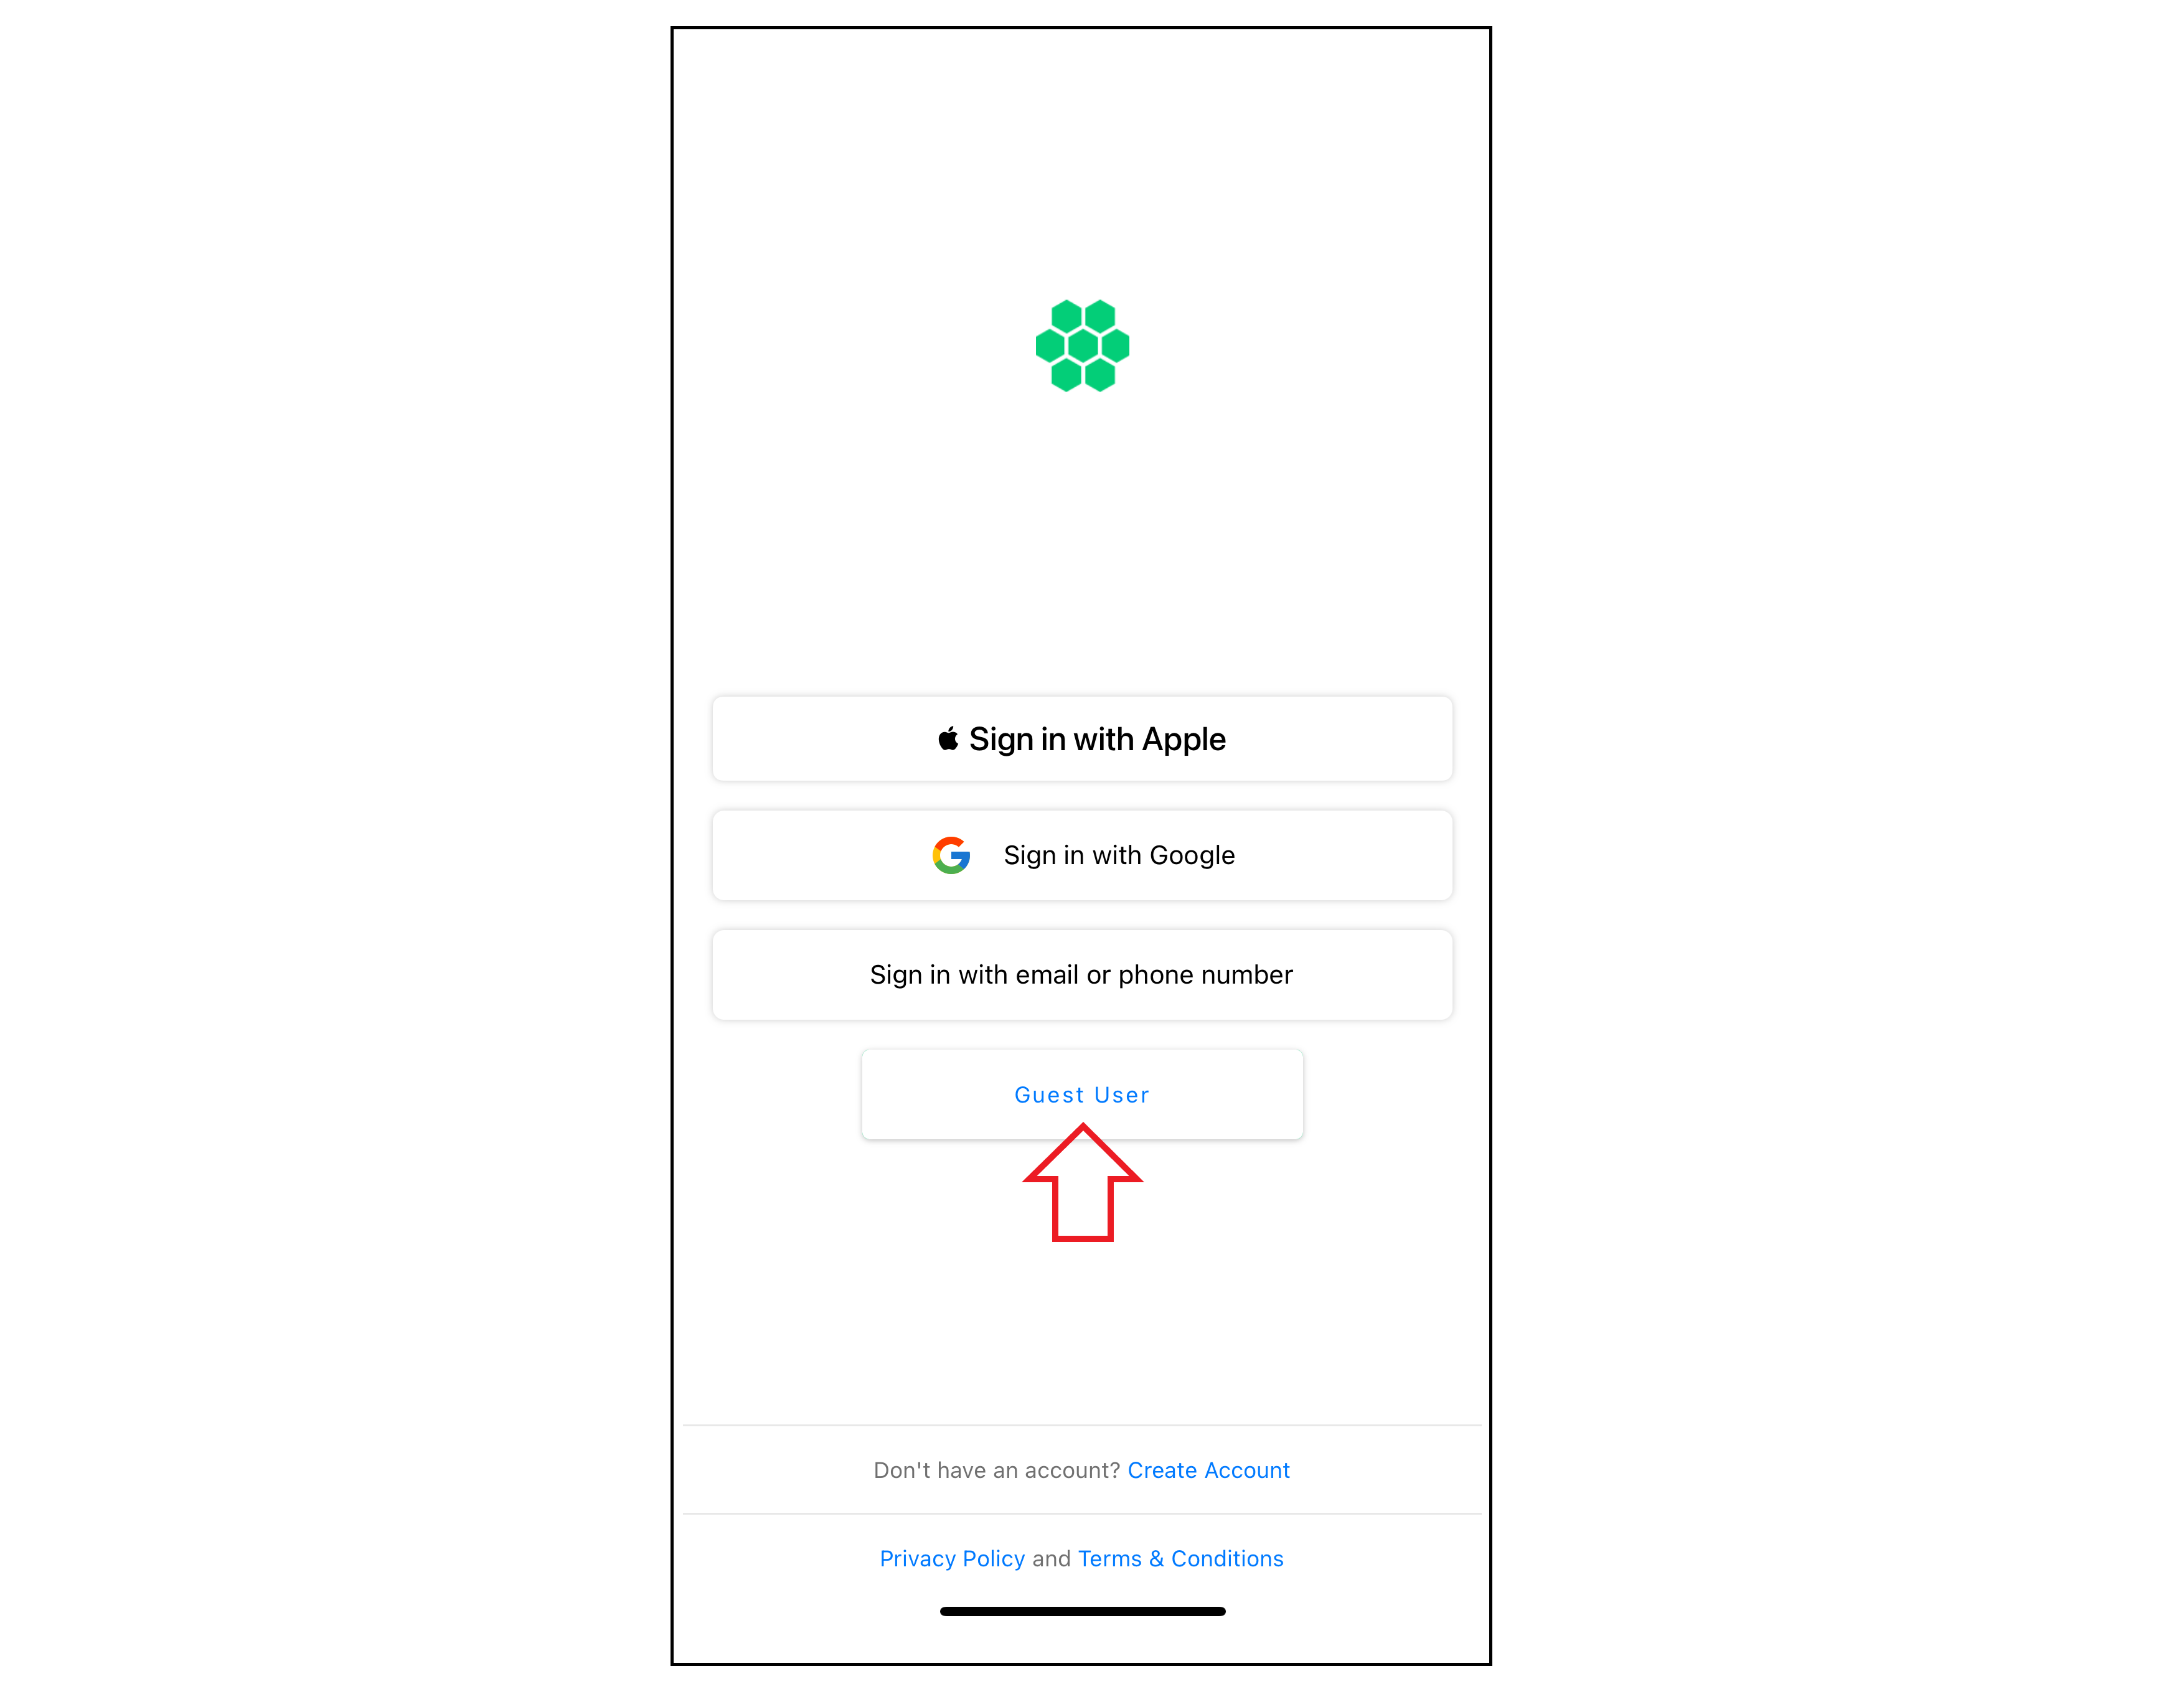 Sign in with Apple
Sign in with Google
Sign in with email or phone number
Guest User
Don't have an account? Create Account
Privacy Policy and Terms & Conditions